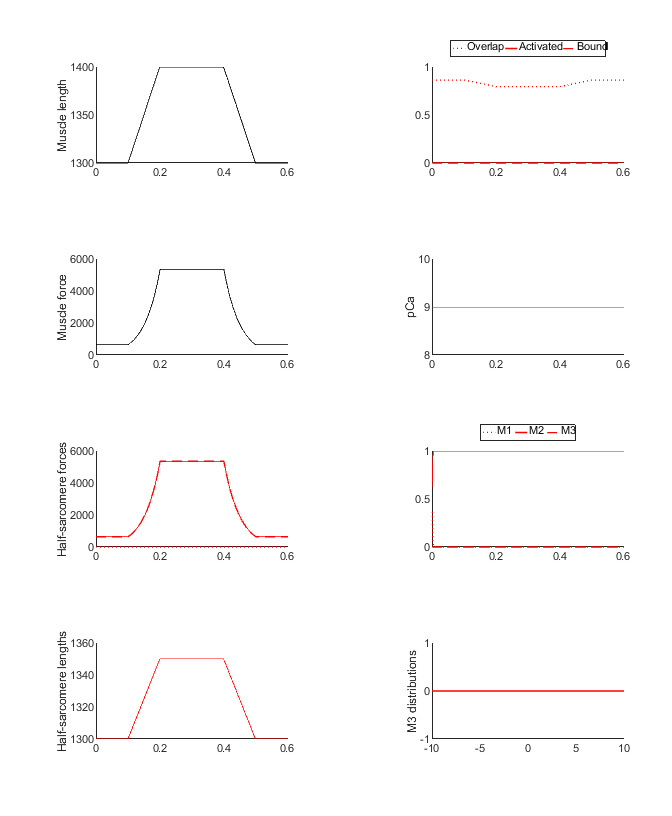 Overlap Activated Bound
Muscle length
1400
1350
1300
0 0.2 0.4 0.6
1
0.5
0
0 0.2 0.4 0.6
Muscle force
6000
4000
2000
0
0 0.2 0.4 0.6
pCa
10
9
8
0 0.2 0.4 0.6
M1 M2 M3
Half-sarcomere forces
6000
4000
2000
0
0 0.2 0.4 0.6
1
0.5
0
0 0.2 0.4 0.6
Half-sarcomere lengths
1360
1340
1320
1300
0 0.2 0.4 0.6
M3 distributions
1
0
-1
-10 -5 0 5 10